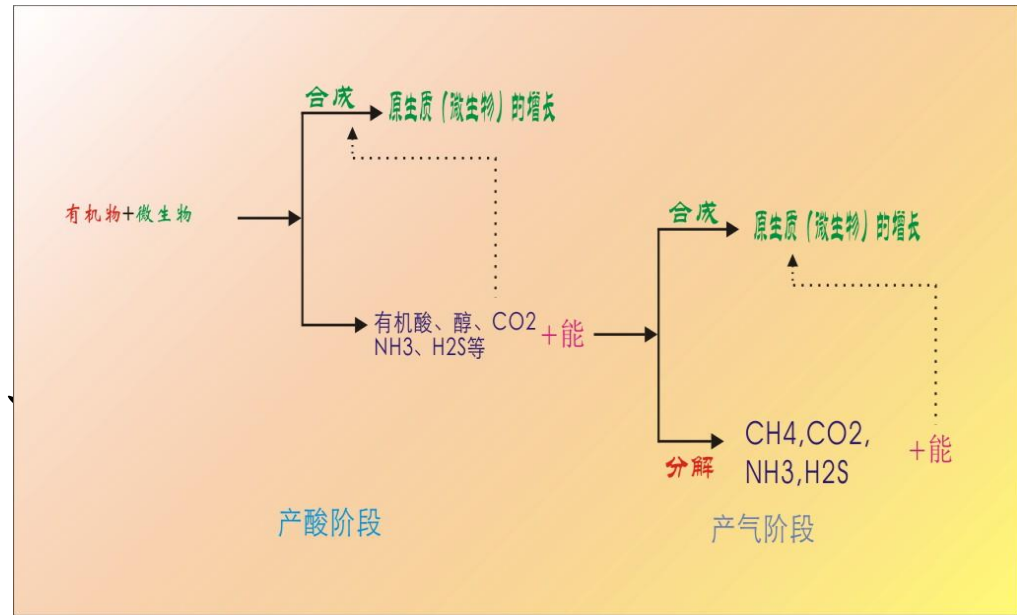 合成
原生质（微生物）的增长
有机物+微生物
合成
原生质（微生物）的增长
有机酸、醇、CO2
NH3、H2S等
+能
CH4,CO2,
NH3,H2S
+能
分解
产酸阶段
产气阶段